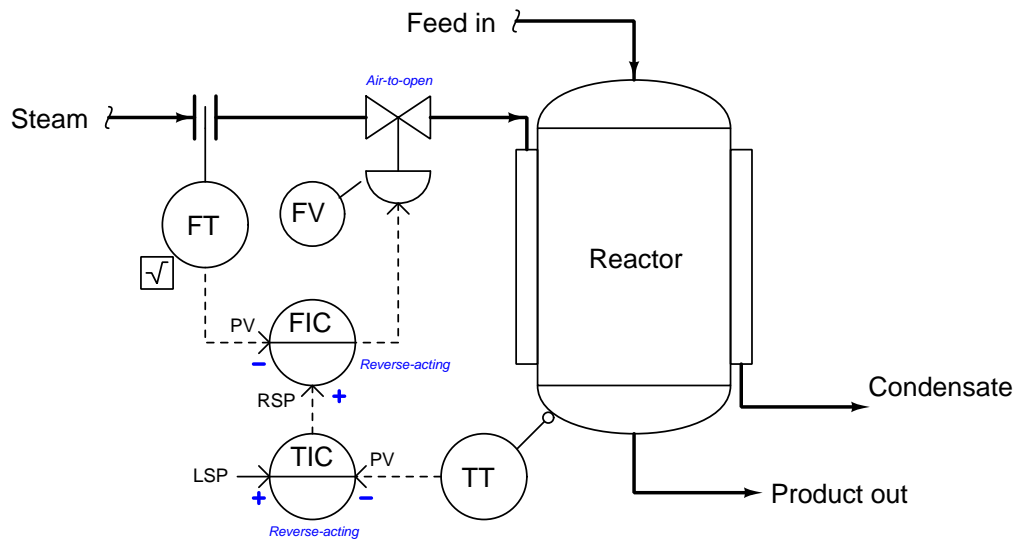 Feed in
Air-to-open
Steam
FT
FV
√
Reactor
PV
FIC
–
Reverse-acting
RSP
+
Condensate
TIC
PV
LSP
TT
+
–
Product out
Reverse-acting